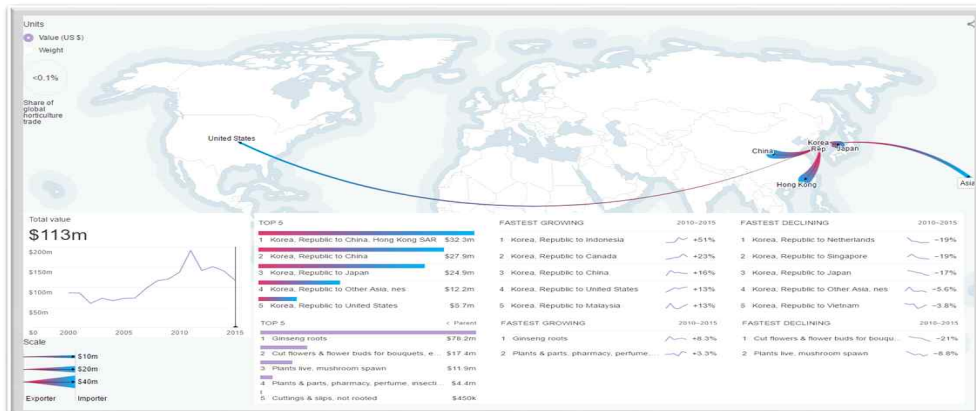 Units
Value (US $)
Weight
<0.1%
Share of
global
horticulture
trade
United States
China
Korea
Rep
Japan
Hong Kong
Asia
Total value
$113m
$200m
$150m
$100m
$50m
$0
2000
2005
2010
2015
Scale
$10m
$20m
$40m
Exporter
Importer
TOP 5
1 Korea, Republic to China, Hong Kong SAR $32.3m
2 Korea, Republic to China $27.9m
3 Korea, Republic to Japan $24.9m
4 Korea, Republic to Other Asia, nes $12.2m
5 Korea, Republic to United States $5.7m
FASTEST GROWING 2010–2015
1 Korea, Republic to Indonesia +51%
2 Korea, Republic to Canada +23%
3 Korea, Republic to China +16%
4 Korea, Republic to United States +13%
5 Korea, Republic to Malaysia +13%
FASTEST DECLINING 2010–2015
1 Korea, Republic to Netherlands −19%
2 Korea, Republic to Singapore −19%
3 Korea, Republic to Japan −17%
4 Korea, Republic to Other Asia, nes −5.6%
5 Korea, Republic to Vietnam −3.8%
TOP 5 < Parent
1 Ginseng roots $78.2m
2 Cut flowers & flower buds for bouquets, e... $17.4m
3 Plants live, mushroom spawn $11.9m
4 Plants & parts, pharmacy, perfume, insecti... $4.4m
5 Cuttings & slips, not rooted $450k
FASTEST GROWING 2010–2015
1 Ginseng roots +8.3%
2 Plants & parts, pharmacy, perfume... +3.3%
FASTEST DECLINING 2010–2015
1 Cut flowers & flower buds for bouqu... −21%
2 Plants live, mushroom spawn −8.8%